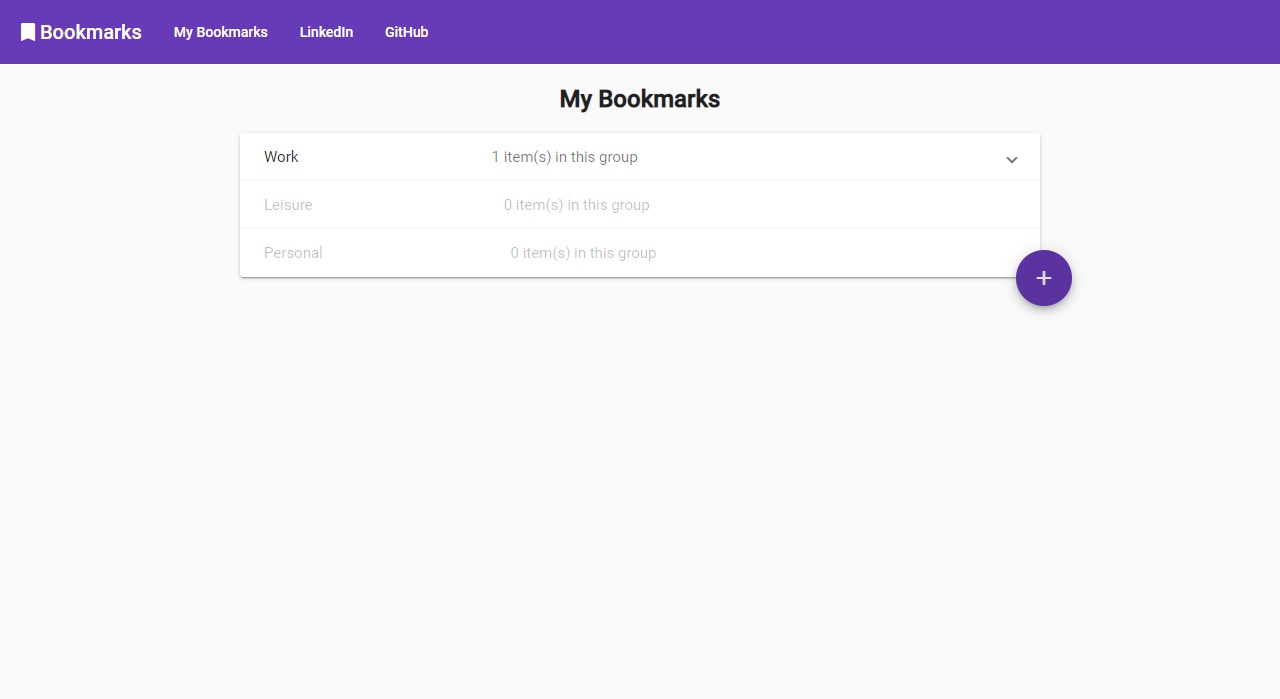 Bookmarks My Bookmarks LinkedIn GitHub
My Bookmarks
Work 1 item(s) in this group
Leisure 0 item(s) in this group
Personal 0 item(s) in this group
+